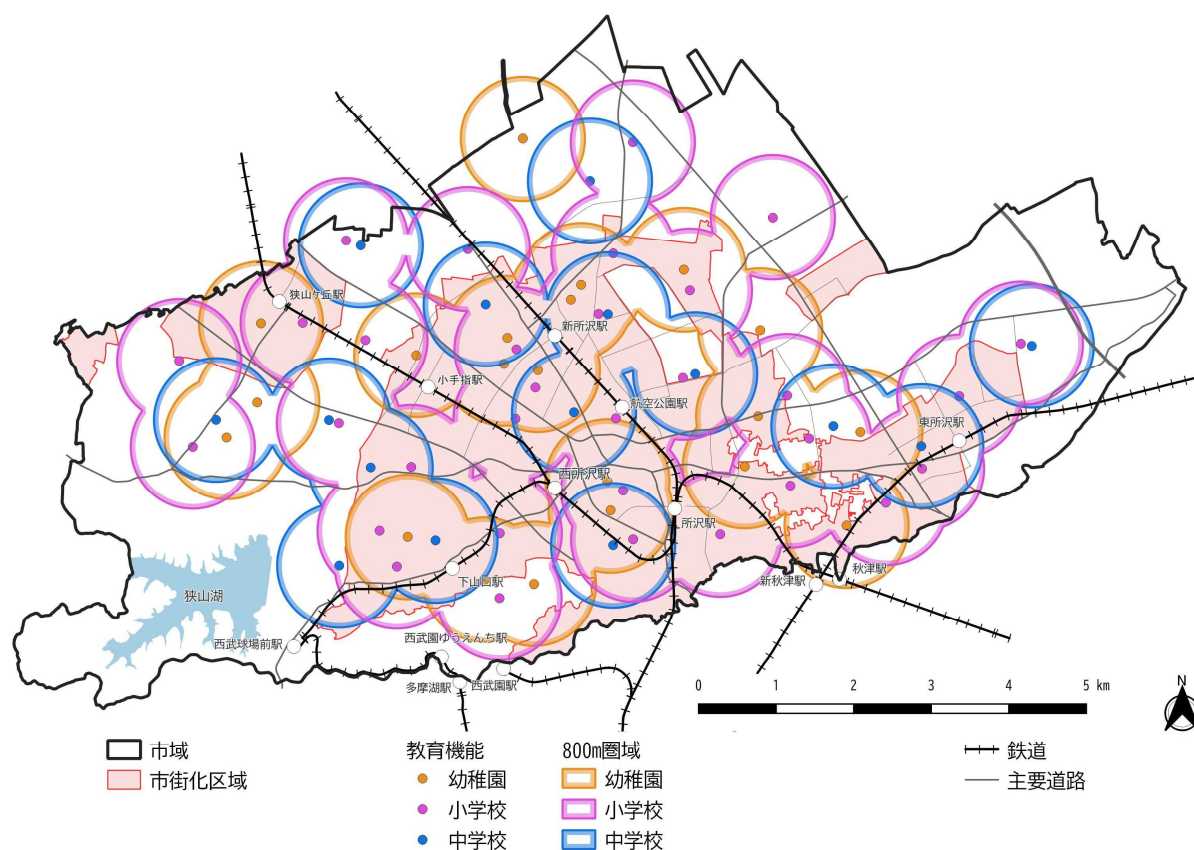 狭山ケ丘駅
新所沢駅
小手指駅
航空公園駅
東所沢駅
西所沢駅
所沢駅
下山口駅
新秋津駅
秋津駅
狭山湖
西武球場前駅
西武園ゆうえんち駅
多摩湖駅
西武園駅
0 1 2 3 4 5 km
N
市域
市街化区域
教育機能
幼稚園
小学校
中学校
800m圏域
幼稚園
小学校
中学校
鉄道
主要道路